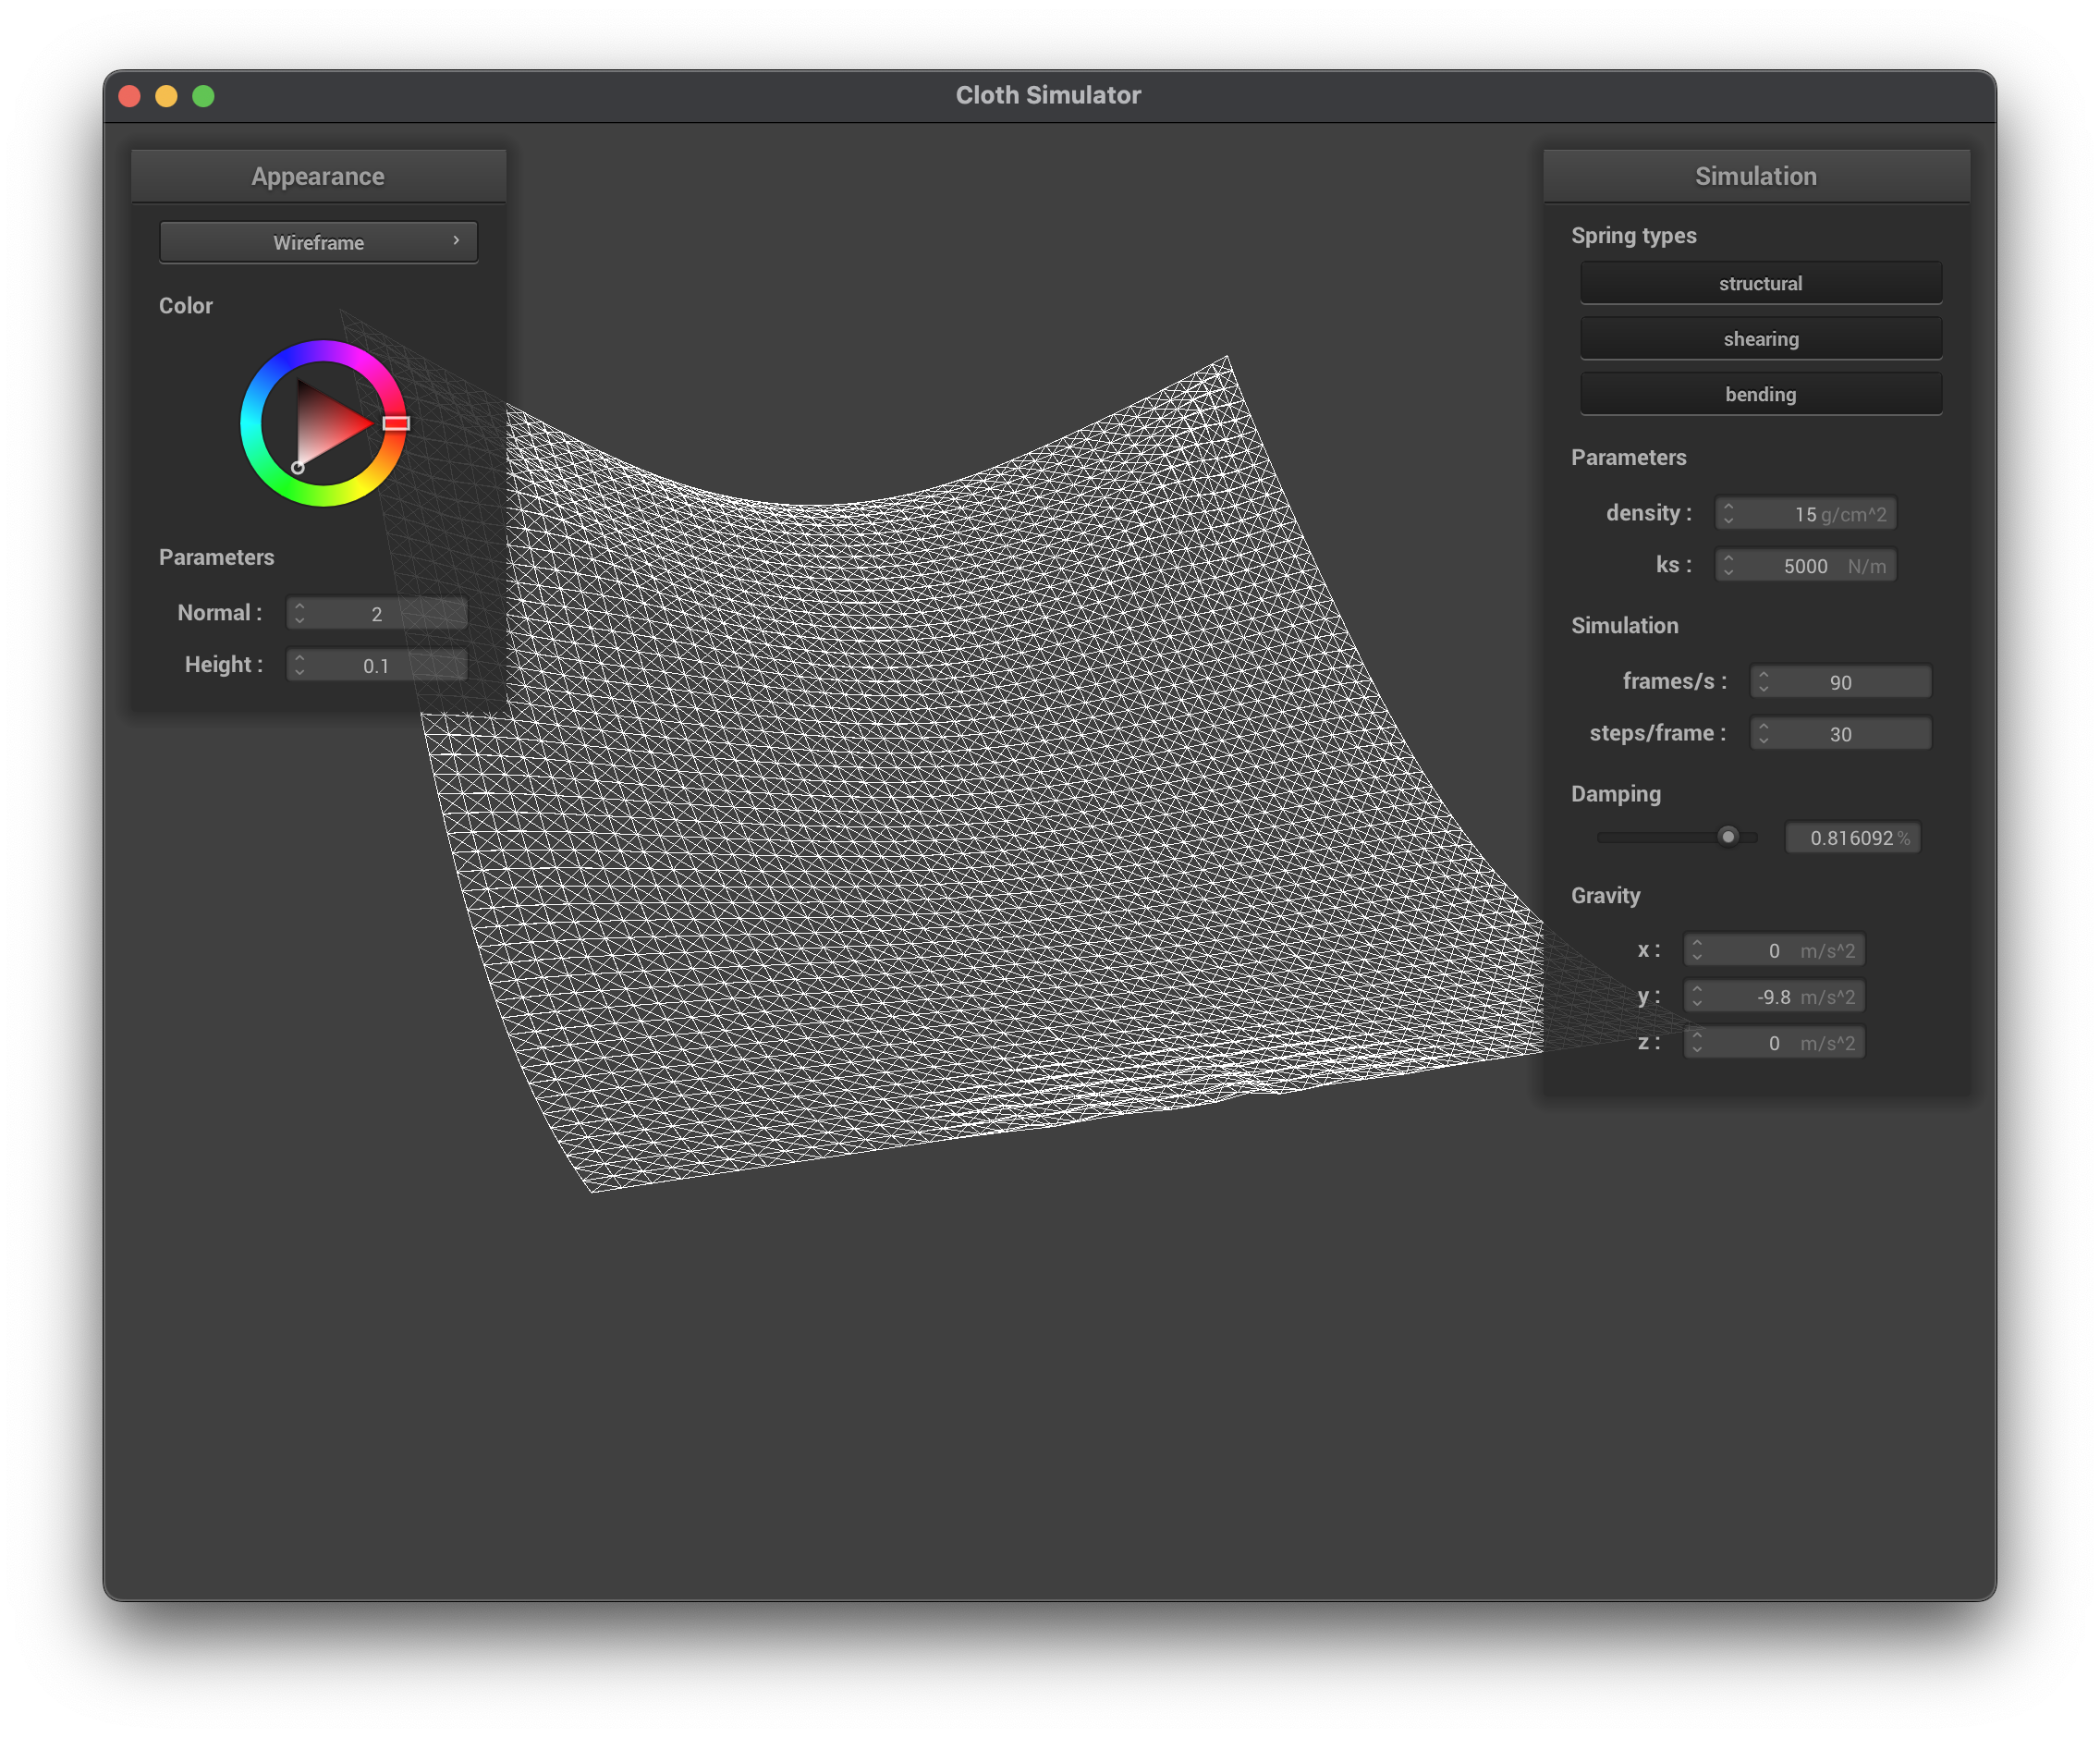 Cloth Simulator
Appearance
Wireframe
Color
Parameters
Normal : 2
Height : 0.1
Simulation
Spring types
structural
shearing
bending
Parameters
density : 15 g/cm^2
ks : 5000 N/m
Simulation
frames/s : 90
steps/frame : 30
Damping
0.816092 %
Gravity
x : 0 m/s^2
y : -9.8 m/s^2
z : 0 m/s^2